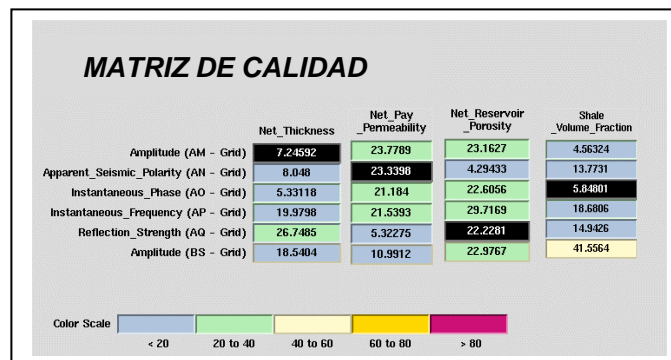 MATRIZ DE CALIDAD
Net_Thickness Net_Pay _Permeability Net_Reservoir _Porosity Shale _Volume_Fraction
Amplitude (AM - Grid) 7.24592 23.7789 23.1627 4.56324
Apparent_Seismic_Polarity (AN - Grid) 8.048 23.3398 4.29433 13.7731
Instantaneous_Phase (AO - Grid) 5.33118 21.184 22.6056 5.84801
Instantaneous_Frequency (AP - Grid) 19.9798 21.5393 29.7169 18.6806
Reflection_Strength (AQ - Grid) 26.7485 5.32275 22.2281 14.9426
Amplitude (BS - Grid) 18.5404 10.9912 22.9767 41.5564
Color Scale
< 20 20 to 40 40 to 60 60 to 80 > 80